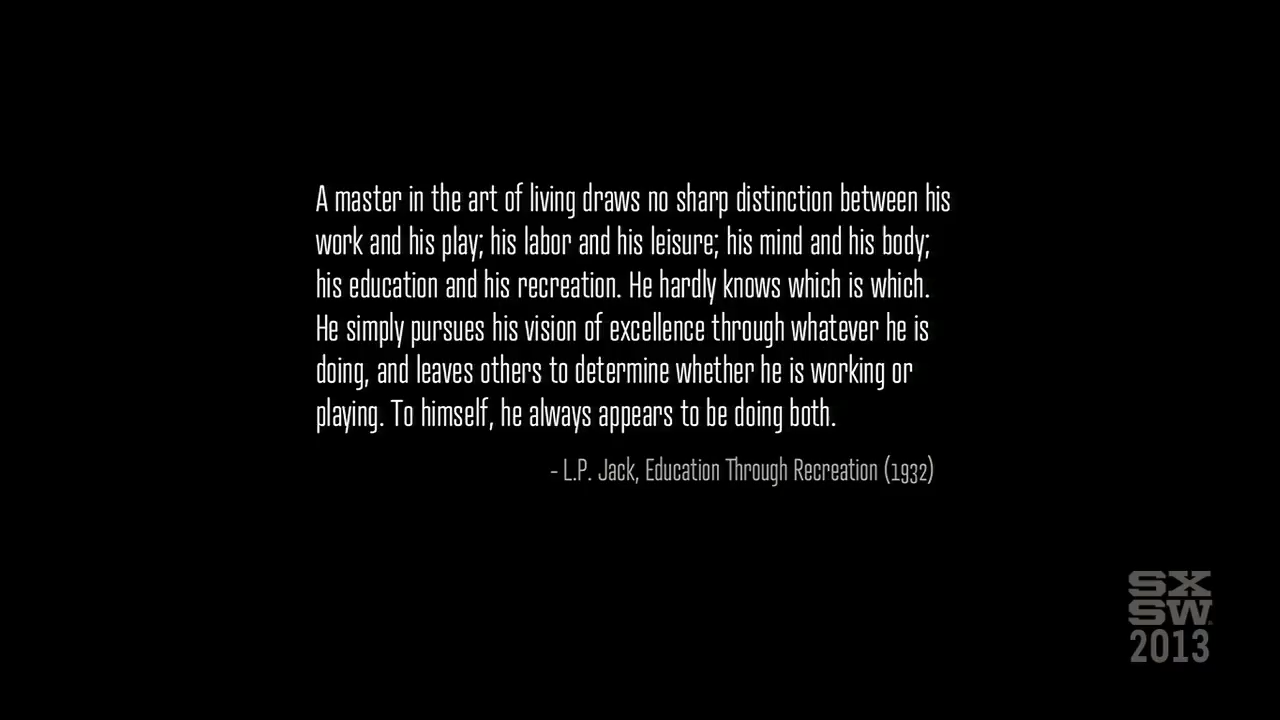 A master in the art of living draws no sharp distinction between his
work and his play; his labor and his leisure; his mind and his body;
his education and his recreation. He hardly knows which is which.
He simply pursues his vision of excellence through whatever he is
doing, and leaves others to determine whether he is working or
playing. To himself, he always appears to be doing both.
- L.P. Jack, Education Through Recreation (1932)
SX
SW
2013